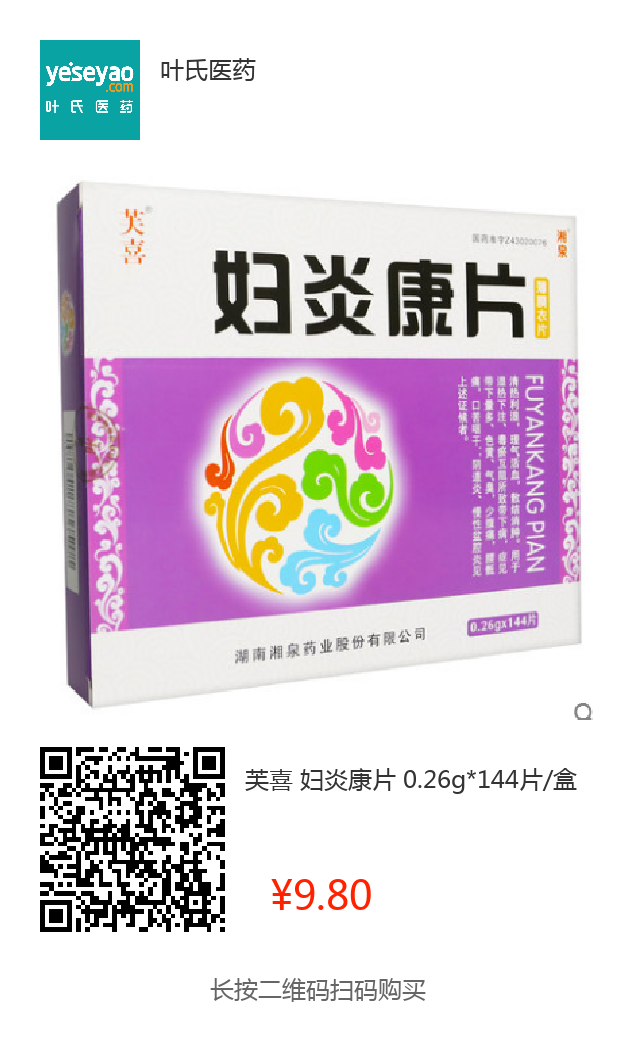 yeseyao
.com
叶氏医药
叶氏医药
芙喜
国药准字Z43020076
湘泉
妇炎康片
薄膜衣片
FUYANKANG PIAN
清热利湿，理气活血，散结消肿。用于
湿热下注，毒瘀互阻所致带下病，症见
带下量多、色黄、气臭，少腹痛，腰骶
痛，口苦咽干；阴道炎、慢性盆腔炎见
上述证候者。
0.26gx144片
湖南湘泉药业股份有限公司
芙喜 妇炎康片 0.26g*144片/盒
¥9.80
长按二维码扫码购买